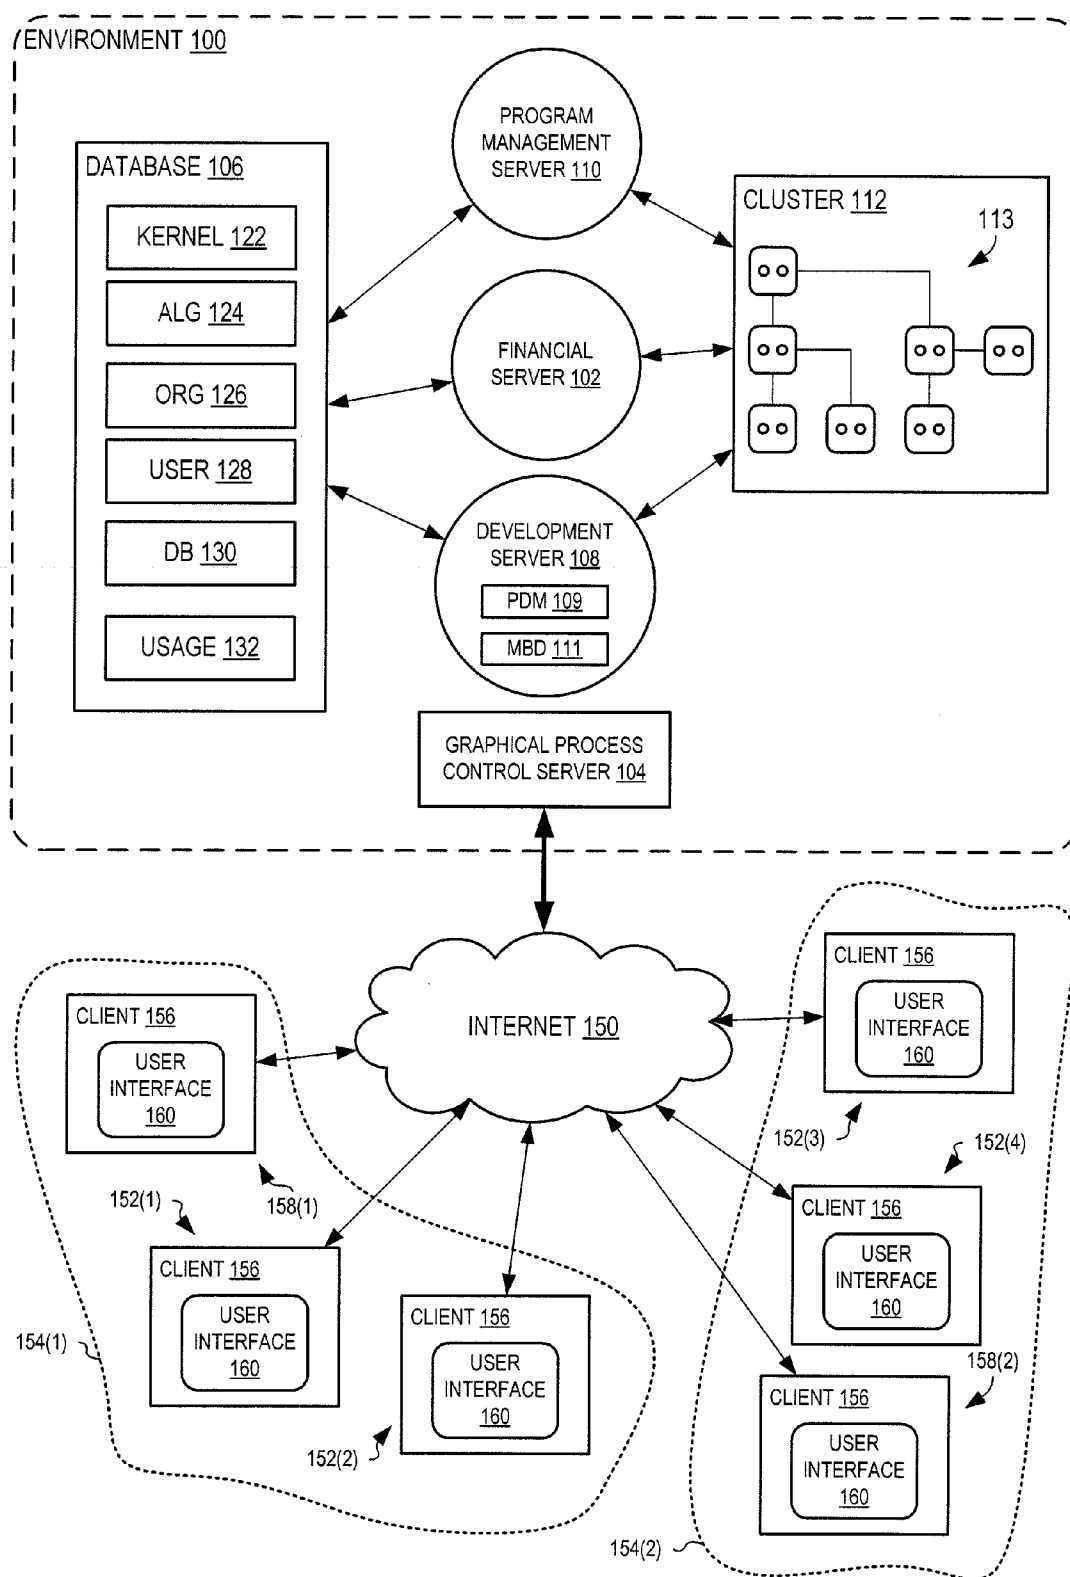 ENVIRONMENT 100
PROGRAM
MANAGEMENT
SERVER 110
DATABASE 106
KERNEL 122
ALG 124
ORG 126
USER 128
DB 130
USAGE 132
FINANCIAL
SERVER 102
DEVELOPMENT
SERVER 108
PDM 109
MBD 111
CLUSTER 112
113
GRAPHICAL PROCESS
CONTROL SERVER 104
INTERNET 150
CLIENT 156
USER
INTERFACE
160
158(1)
152(1)
CLIENT 156
USER
INTERFACE
160
154(1)
CLIENT 156
USER
INTERFACE
160
152(2)
CLIENT 156
USER
INTERFACE
160
152(3)
152(4)
CLIENT 156
USER
INTERFACE
160
158(2)
CLIENT 156
USER
INTERFACE
160
154(2)